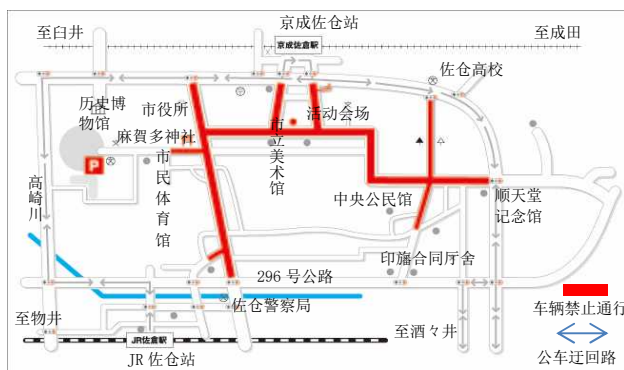 京成佐仓站
至臼井
京成佐倉駅
至成田
佐仓高校
历史博
物馆
市役所
活动会场
麻賀多神社
市立美术馆
P
市民体育馆
高崎川
中央公民馆
顺天堂
记念馆
印旛合同厅舍
296 号公路
佐仓警察局
车辆禁止通行
至物井
至酒々井
JR佐倉駅
JR 佐仓站
公车迂回路